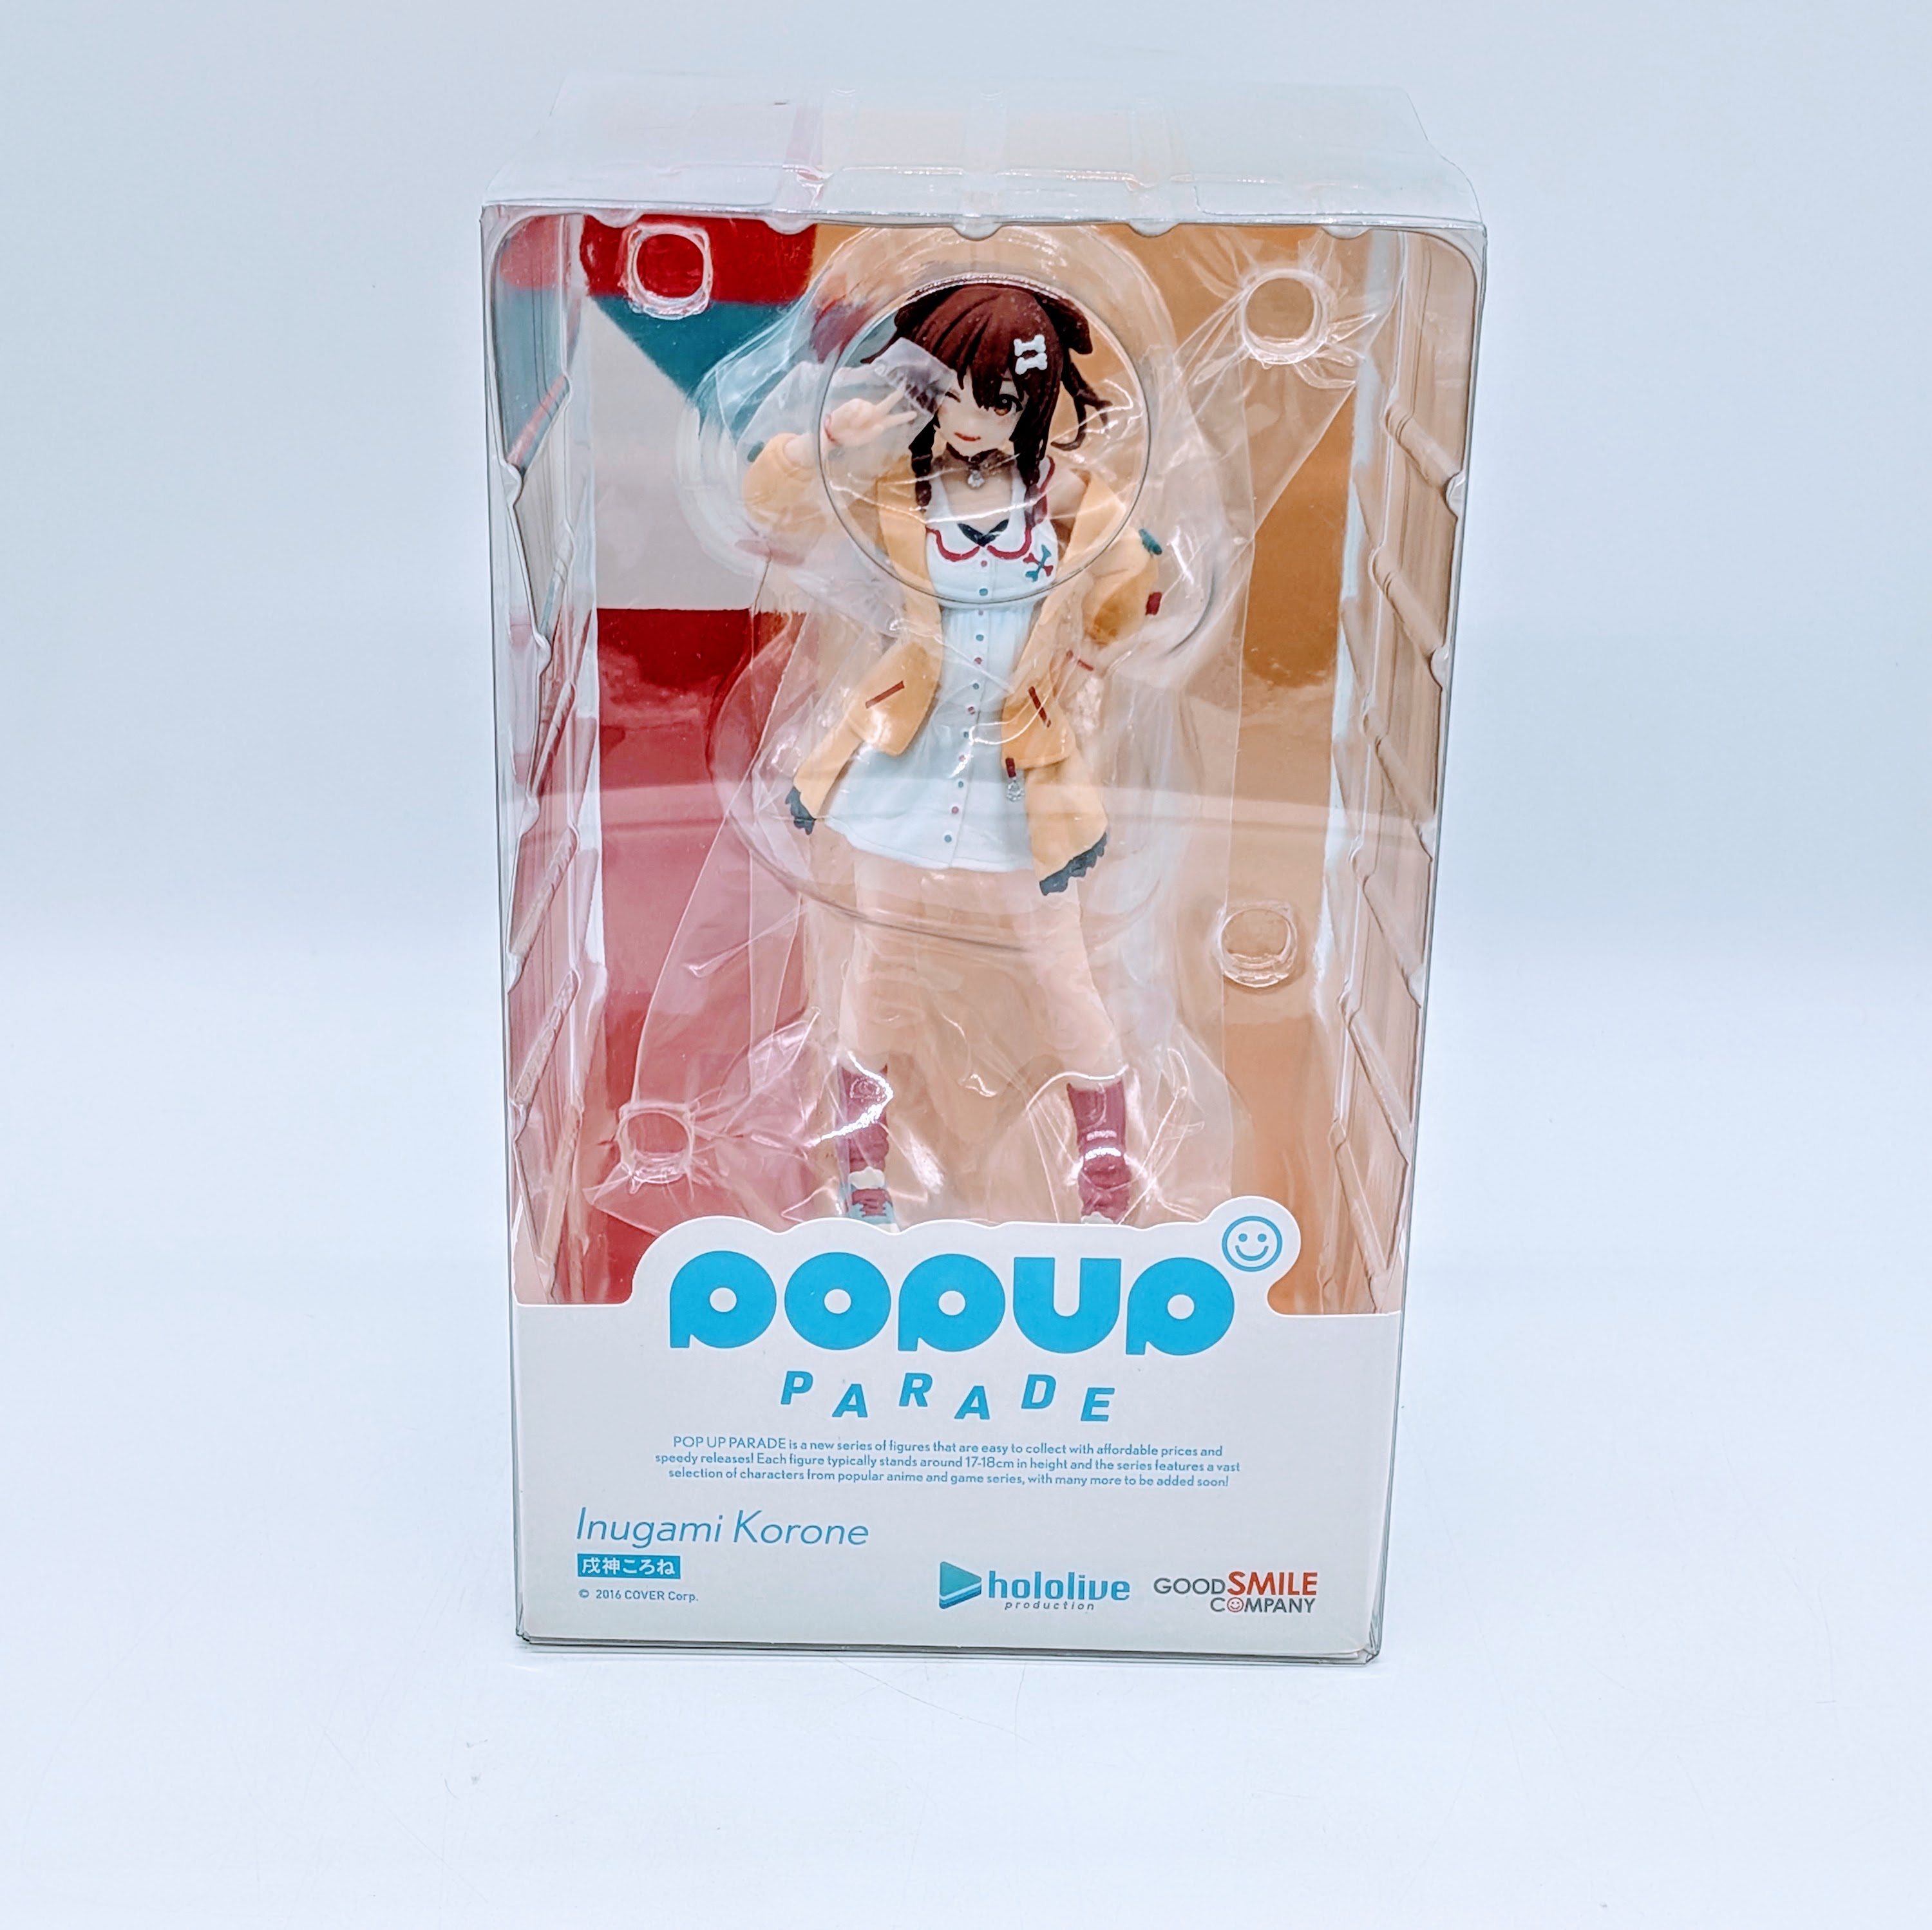 POPUP
PARADE
POP UP PARADE is a new series of figures that are easy to collect with affordable prices and
speedy releases! Each figure typically stands around 17-18cm in height and the series features a vast
selection of characters from popular anime and game series, with many more to be added soon!
Inugami Korone
戌神ころね
© 2016 COVER Corp.
hololive
production
GOOD SMILE
COMPANY